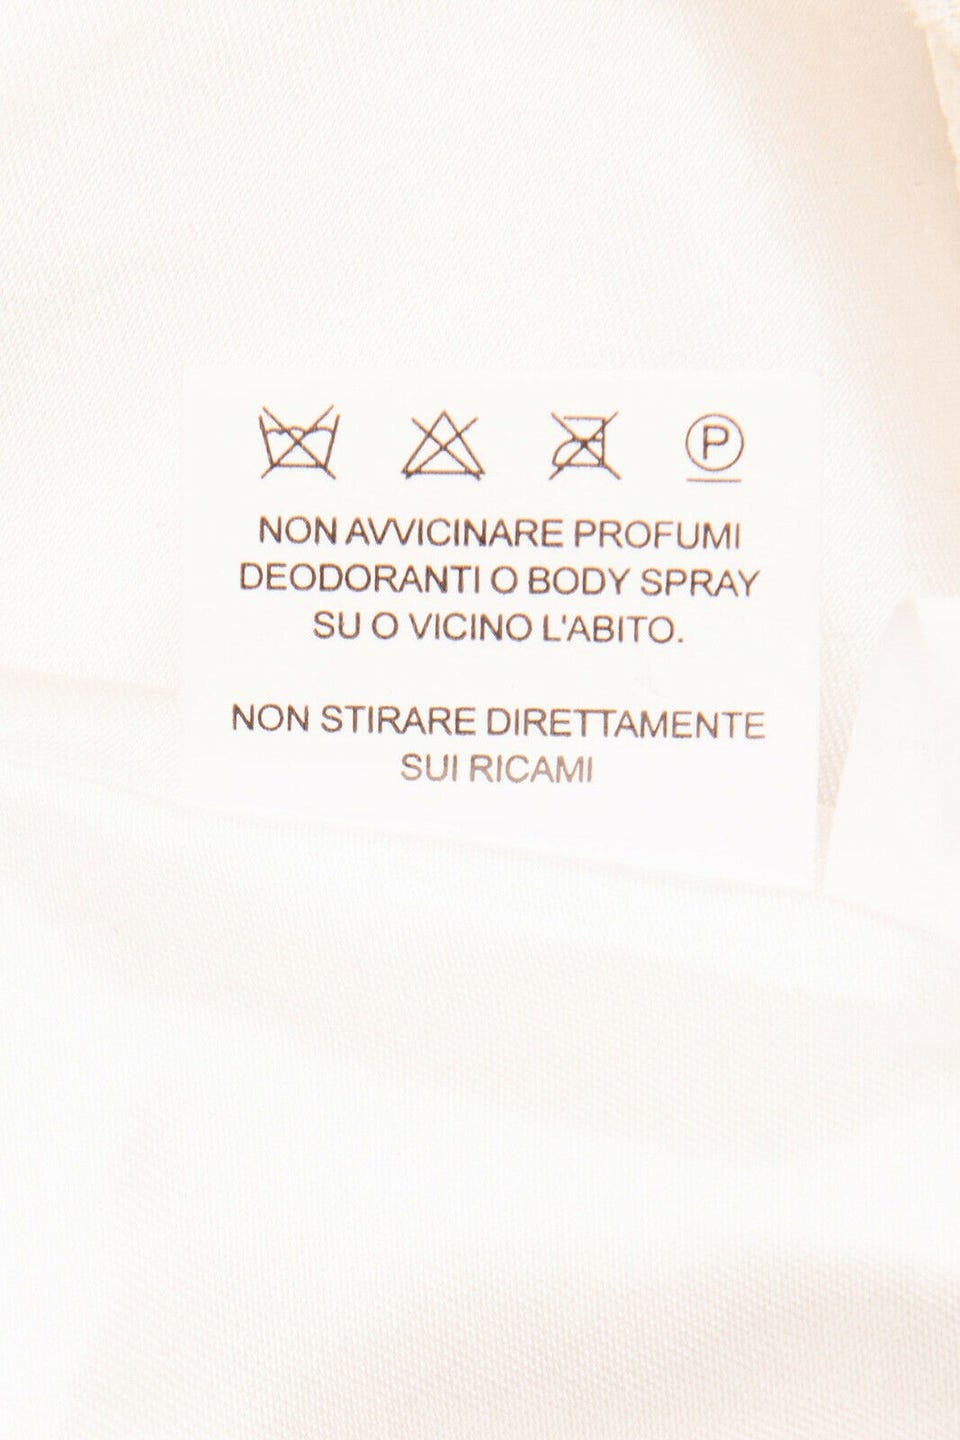 P
NON AVVICINARE PROFUMI
DEODORANTI O BODY SPRAY
SU O VICINO L'ABITO.
NON STIRARE DIRETTAMENTE
SUI RICAMI